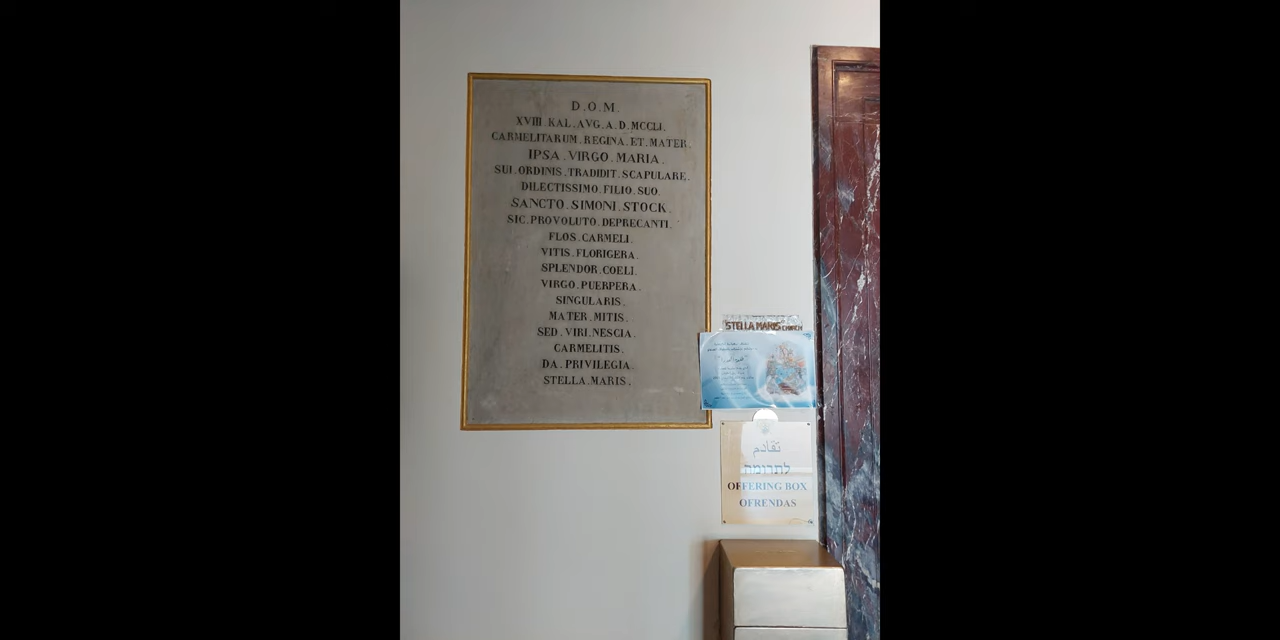 D.O.M.
XVIII.KAL.AVG.A.D.MCCLI.
CARMELITARUM.REGINA.ET.MATER.
IPSA.VIRGO.MARIA.
SUI.ORDINIS.TRADIDIT.SCAPULARE.
DILECTISSIMO.FILIO.SUO.
SANCTO.SIMONI.STOCK.
SIC.PROVOLUTO.DEPRECANTI.
FLOS.CARMELI.
VITIS.FLORIGERA.
SPLENDOR.COELI.
VIRGO.PUERPERA.
SINGULARIS.
MATER.MITIS.
SED.VIRI.NESCIA.
CARMELITIS.
DA.PRIVILEGIA.
STELLA.MARIS.
STELLA MARIS CHURCH
تقادم
לתרומה
OFFERING BOX
OFRENDAS